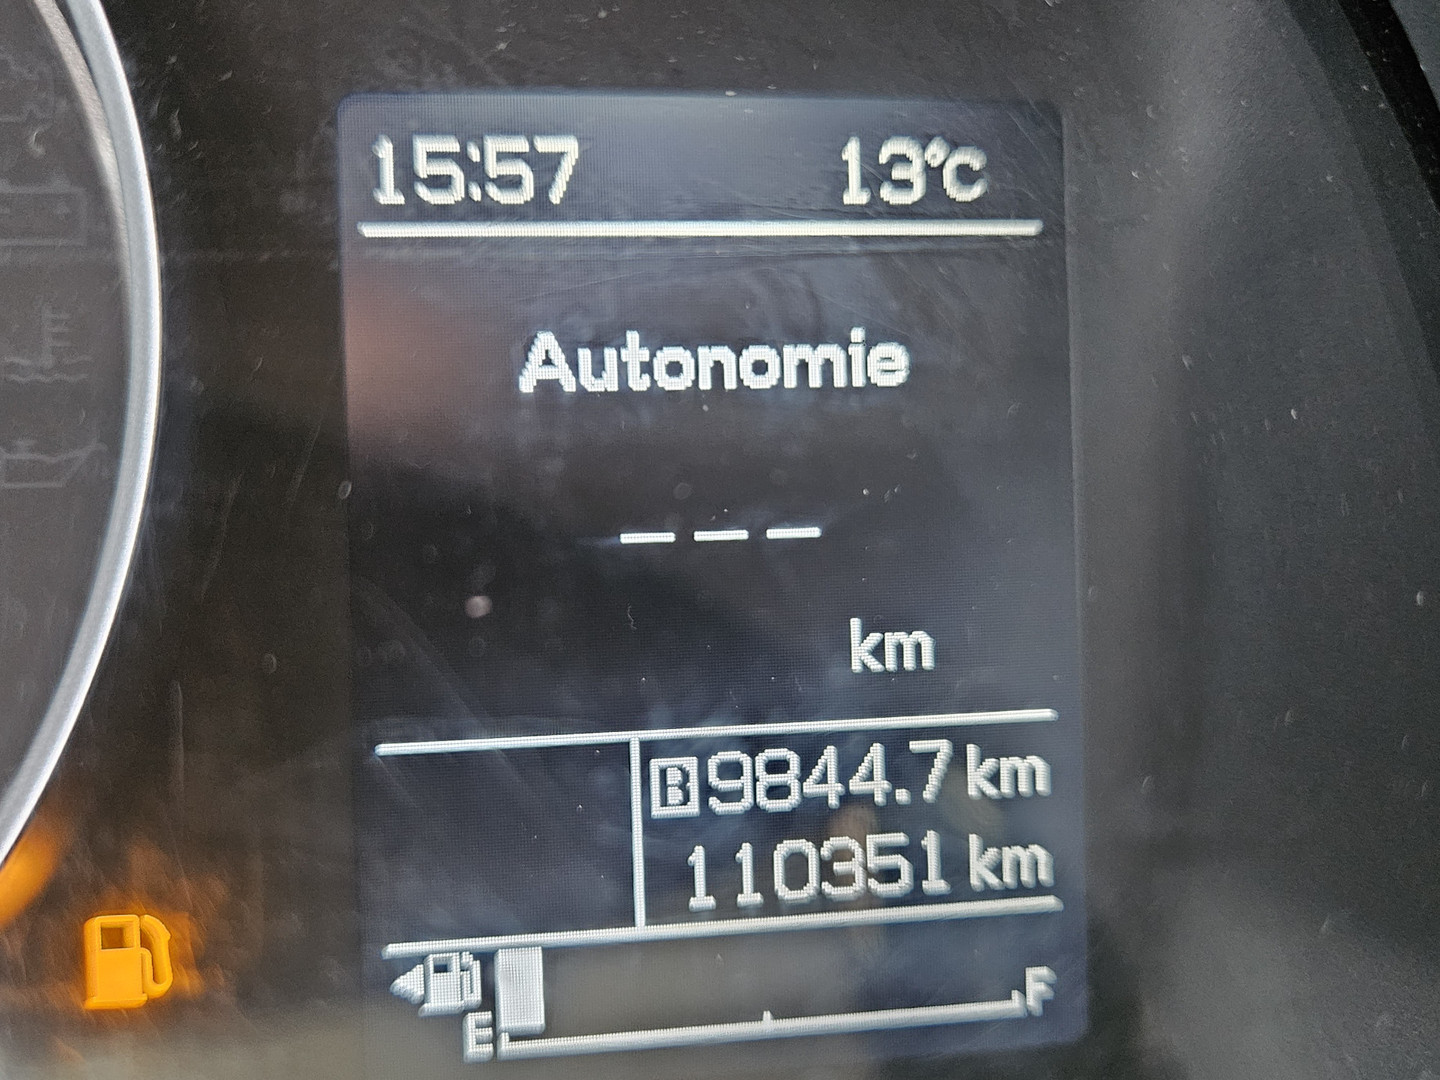 15:57 13°C
Autonomie
---
km
B 9844.7 km
110351 km
E F